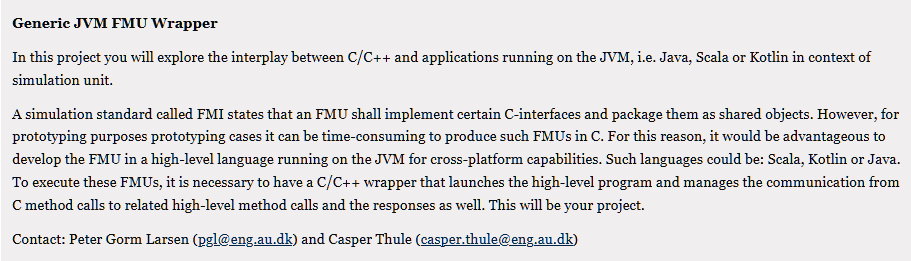 Generic JVM FMU Wrapper
In this project you will explore the interplay between C/C++ and applications running on the JVM, i.e. Java, Scala or Kotlin in context of
simulation unit.
A simulation standard called FMI states that an FMU shall implement certain C-interfaces and package them as shared objects. However, for
prototyping purposes prototyping cases it can be time-consuming to produce such FMUs in C. For this reason, it would be advantageous to
develop the FMU in a high-level language running on the JVM for cross-platform capabilities. Such languages could be: Scala, Kotlin or Java.
To execute these FMUs, it is necessary to have a C/C++ wrapper that launches the high-level program and manages the communication from
C method calls to related high-level method calls and the responses as well. This will be your project.
Contact: Peter Gorm Larsen (pgl@eng.au.dk) and Casper Thule (casper.thule@eng.au.dk)